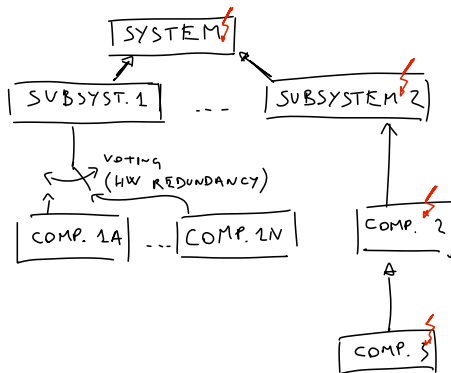 SYSTEM
SUBSYST. 1
...
SUBSYSTEM 2
VOTING
(HW REDUNDANCY)
COMP. 1A
...
COMP. 1N
COMP. 2
COMP. 3